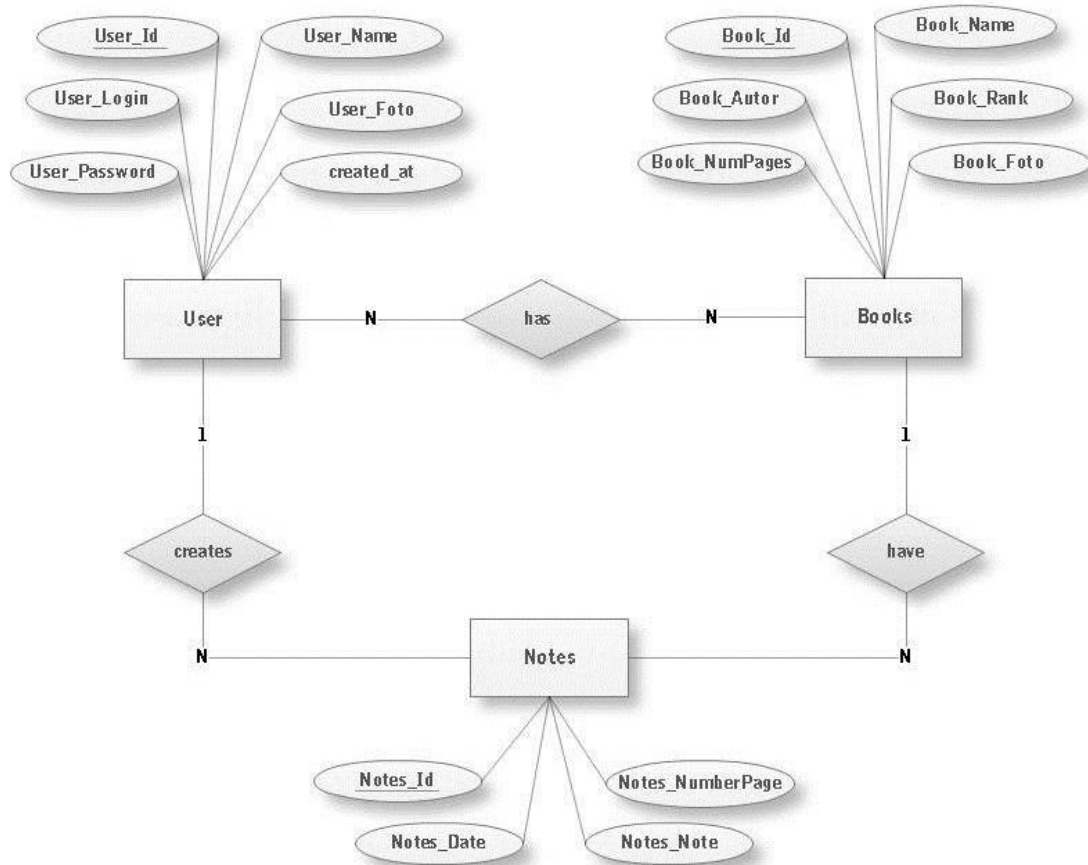 User_Id
User_Name
User_Login
User_Foto
User_Password
created_at
Book_Id
Book_Name
Book_Autor
Book_Rank
Book_NumPages
Book_Foto
User
N
has
N
Books
1
1
creates
have
N
Notes
N
Notes_Id
Notes_NumberPage
Notes_Date
Notes_Note